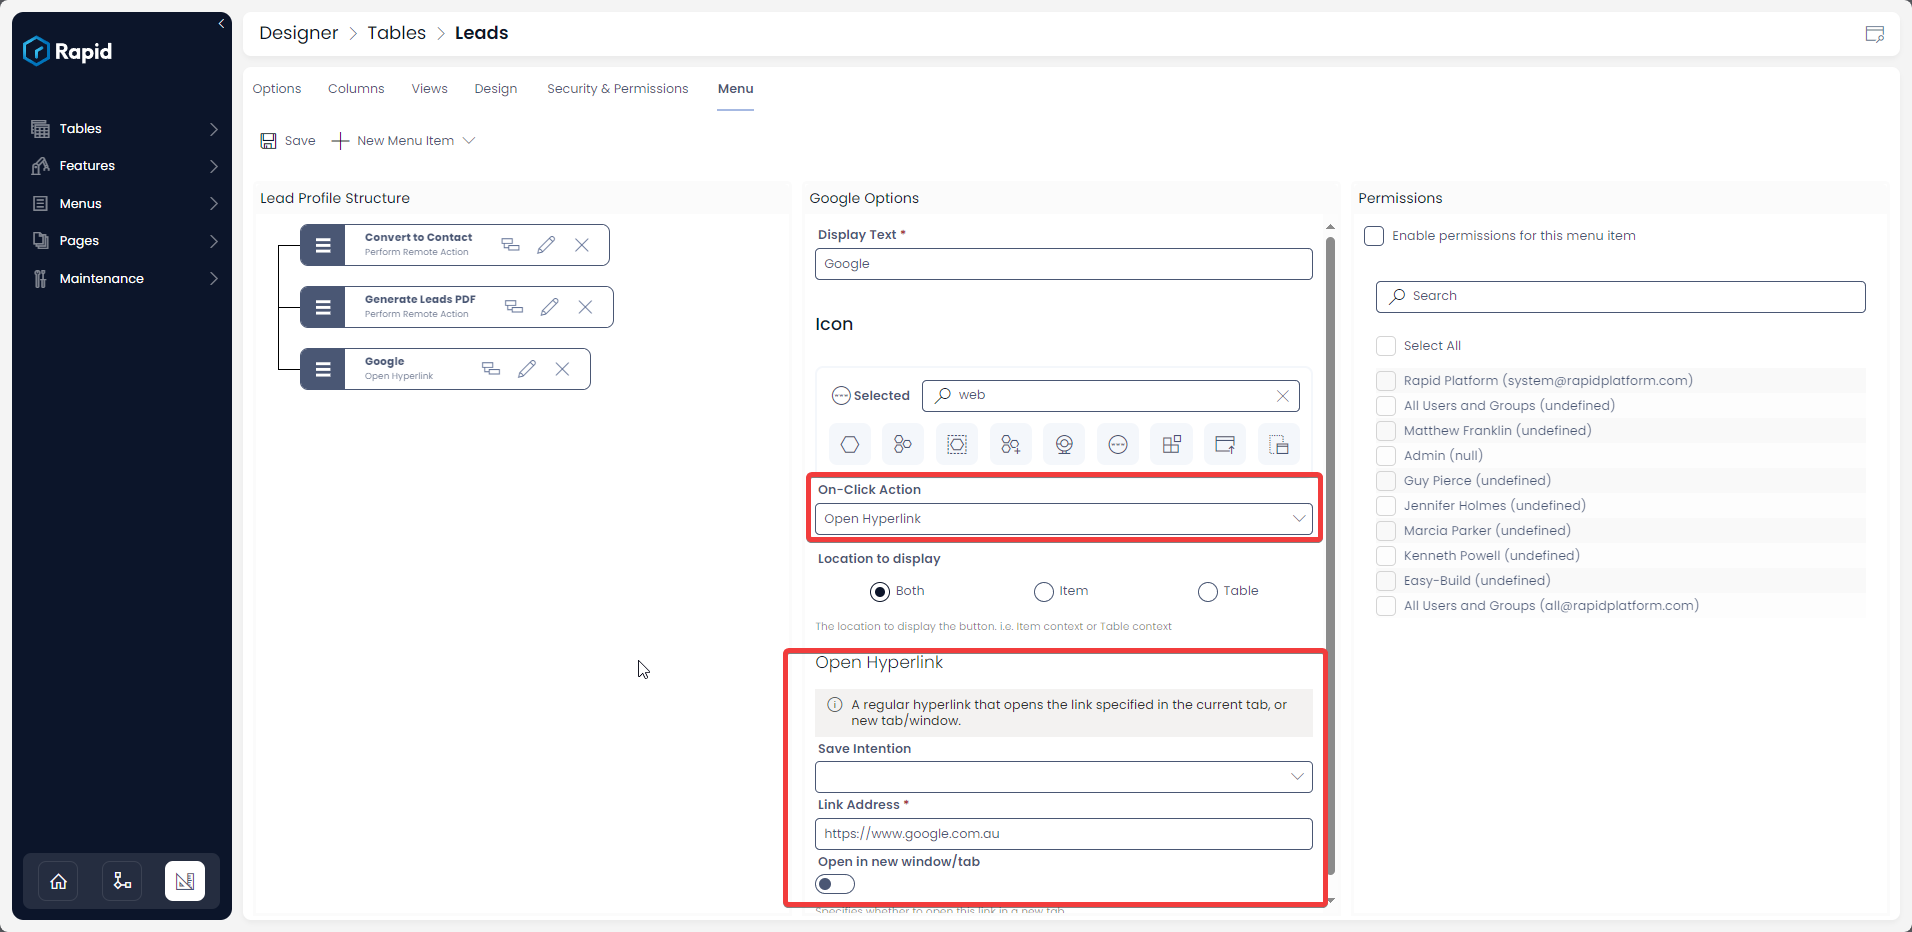 Rapid
Tables
Features
Menus
Pages
Maintenance
Designer > Tables > Leads
Options Columns Views Design Security & Permissions Menu
Save New Menu Item
Lead Profile Structure
Convert to Contact
Perform Remote Action
Generate Leads PDF
Perform Remote Action
Google
Open Hyperlink
Google Options
Display Text *
Google
Icon
Selected web
On-Click Action
Open Hyperlink
Location to display
Both Item Table
The location to display the button. i.e. Item context or Table context
Open Hyperlink
A regular hyperlink that opens the link specified in the current tab, or
new tab/window.
Save Intention
Link Address *
https://www.google.com.au
Open in new window/tab
Specifies whether to open this link in a new tab
Permissions
Enable permissions for this menu item
Search
Select All
Rapid Platform (system@rapidplatform.com)
All Users and Groups (undefined)
Matthew Franklin (undefined)
Admin (null)
Guy Pierce (undefined)
Jennifer Holmes (undefined)
Marcia Parker (undefined)
Kenneth Powell (undefined)
Easy-Build (undefined)
All Users and Groups (all@rapidplatform.com)